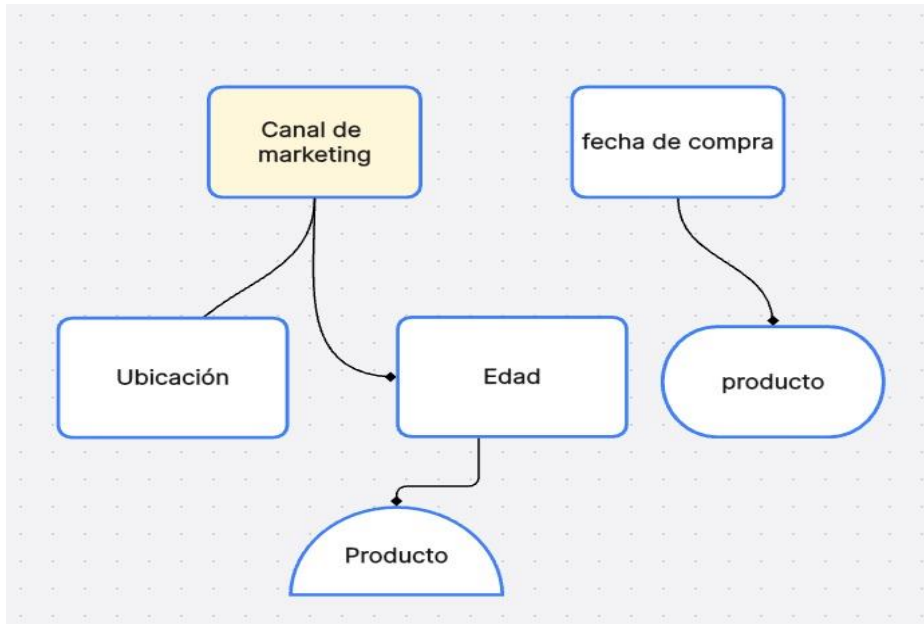 Canal de
marketing
fecha de compra
Ubicación
Edad
producto
Producto